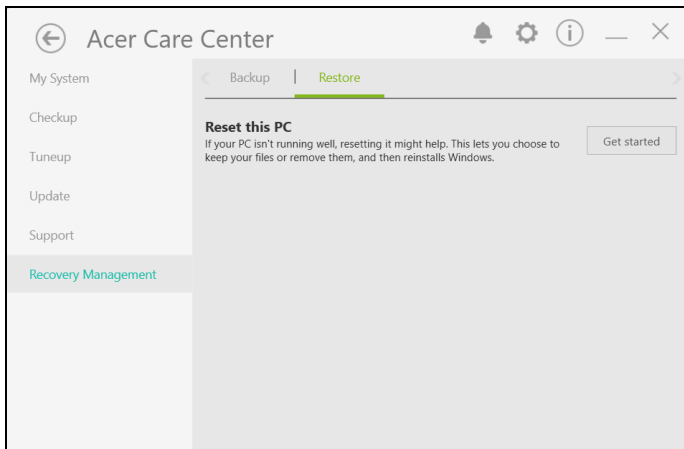 Acer Care Center
My System
Checkup
Tuneup
Update
Support
Recovery Management
Backup
Restore
Reset this PC
If your PC isn't running well, resetting it might help. This lets you choose to
keep your files or remove them, and then reinstalls Windows.
Get started